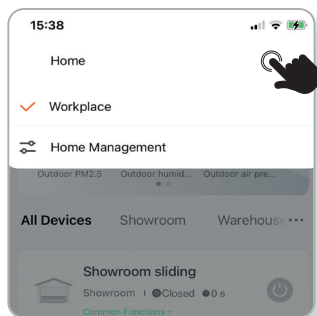 15:38
Home
Workplace
Home Management
Outdoor PM2.5 Outdoor humid... Outdoor air pre...
All Devices Showroom Warehouse ...
Showroom sliding
Showroom Closed 0 s
Common Functions